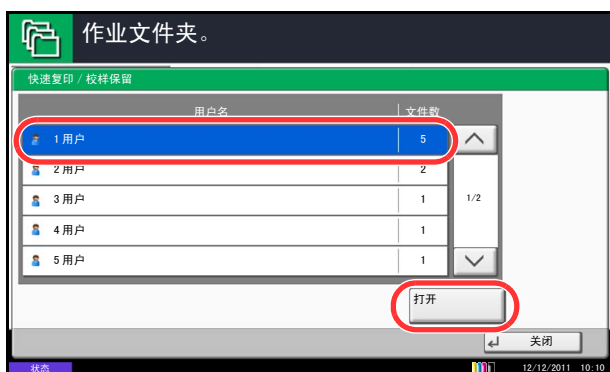 作业文件夹。
快速复印 / 校样保留
用户名 文件数
1 用户 5
2 用户 2
3 用户 1
1/2
4 用户 1
5 用户 1
打开
关闭
状态 12/12/2011 10:10